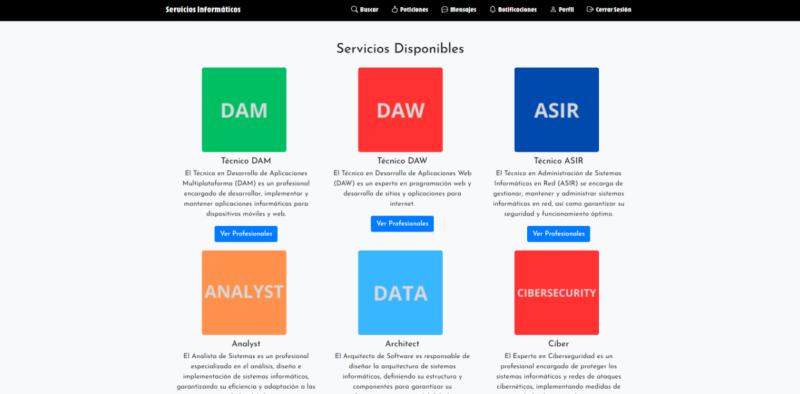 Servicios Informáticos
Buscar Peticiones Mensajes Notificaciones Perfil Cerrar Sesión
Servicios Disponibles
DAM
Técnico DAM
El Técnico en Desarrollo de Aplicaciones
Multiplataforma (DAM) es un profesional
encargado de desarrollar, implementar y
mantener aplicaciones informáticas para
dispositivos móviles y web.
Ver Profesionales
DAW
Técnico DAW
El Técnico en Desarrollo de Aplicaciones Web
(DAW) es un experto en programación web y
desarrollo de sitios y aplicaciones para
internet.
Ver Profesionales
ASIR
Técnico ASIR
El Técnico en Administración de Sistemas
Informáticos en Red (ASIR) se encarga de
gestionar, mantener y administrar sistemas
informáticos en red, así como garantizar su
seguridad y funcionamiento óptimo.
Ver Profesionales
ANALYST
Analyst
El Analista de Sistemas es un profesional
especializado en el análisis, diseño e
implementación de sistemas informáticos,
garantizando su eficiencia y adaptación a las
DATA
Architect
El Arquitecto de Software es responsable de
diseñar la arquitectura de sistemas
informáticos, definiendo su estructura y
componentes para garantizar su
CIBERSECURITY
Ciber
El Experto en Ciberseguridad es un
profesional encargado de proteger los
sistemas informáticos y redes de ataques
cibernéticos, implementando medidas de